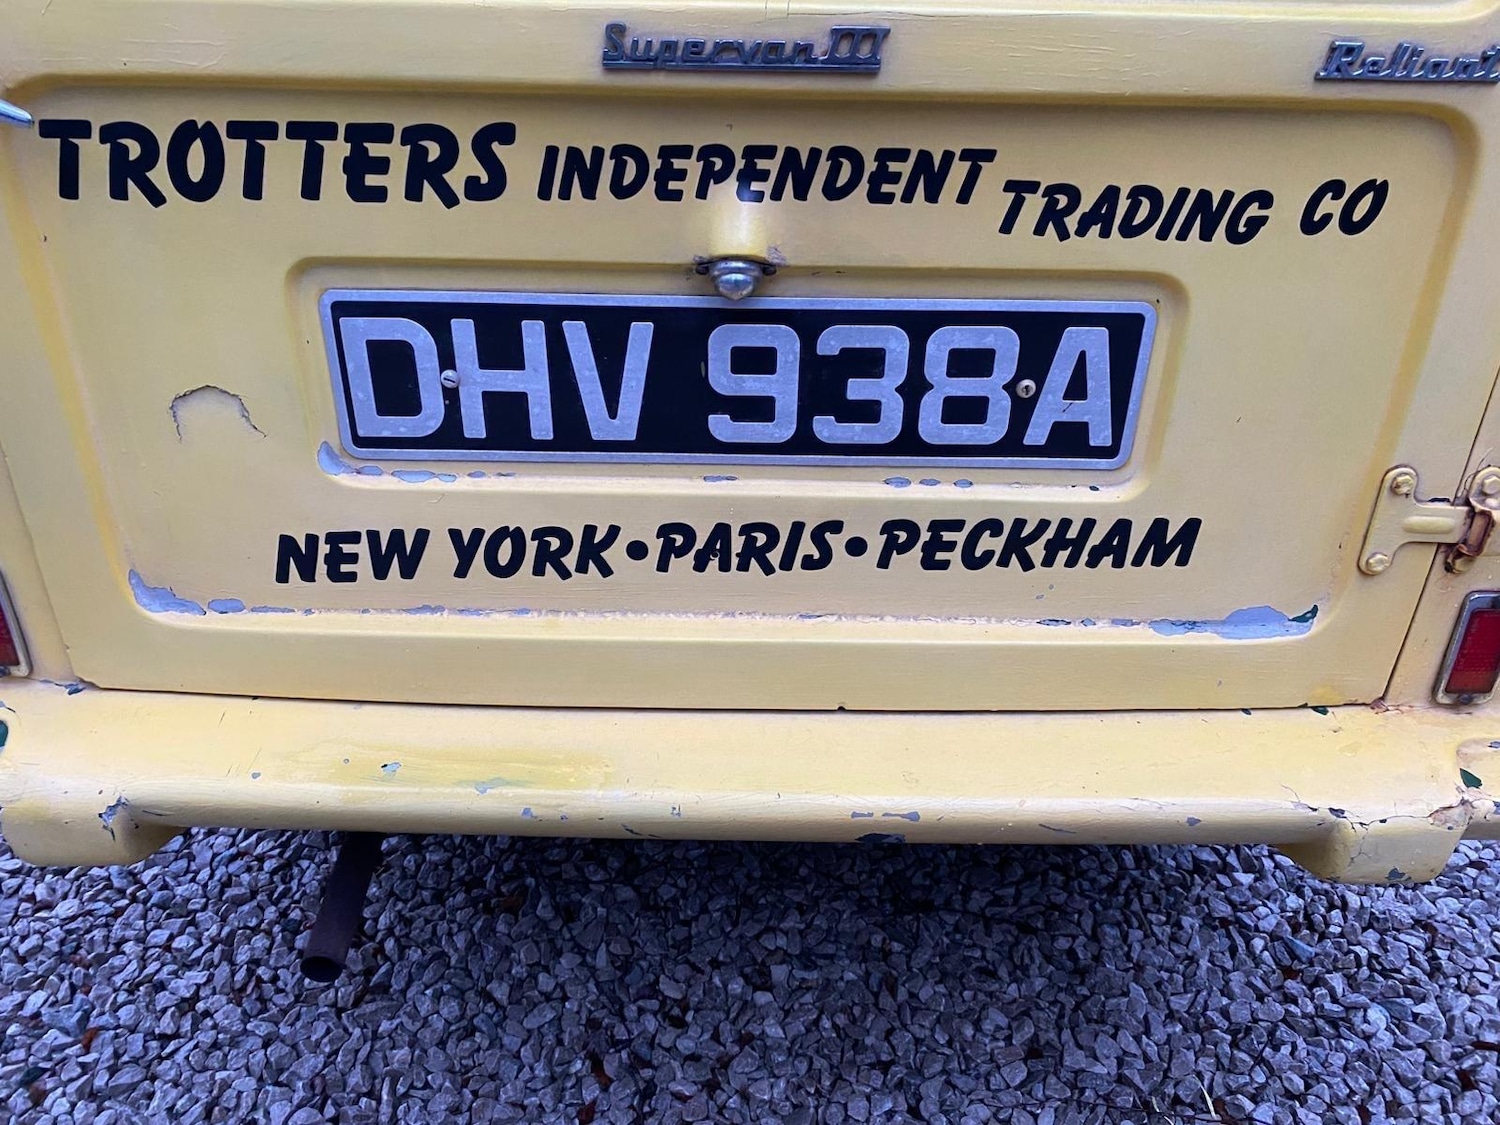 Supervan III Reliant
TROTTERS INDEPENDENT TRADING CO
DHV 938A
NEW YORK • PARIS • PECKHAM